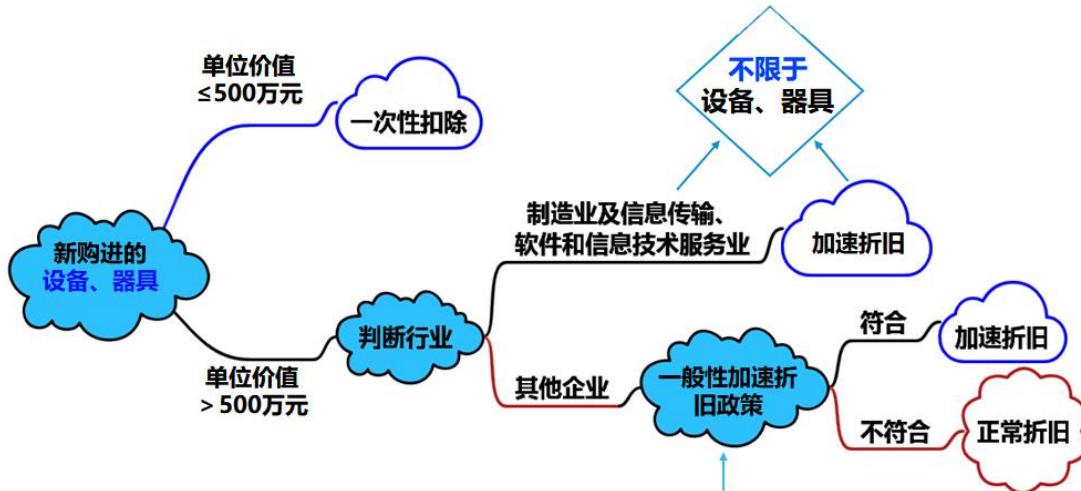 单位价值
≤500万元
一次性扣除
不限于
设备、器具
新购进的
设备、器具
制造业及信息传输、
软件和信息技术服务业
加速折旧
判断行业
单位价值
＞500万元
其他企业
一般性加速折
旧政策
符合
加速折旧
不符合
正常折旧